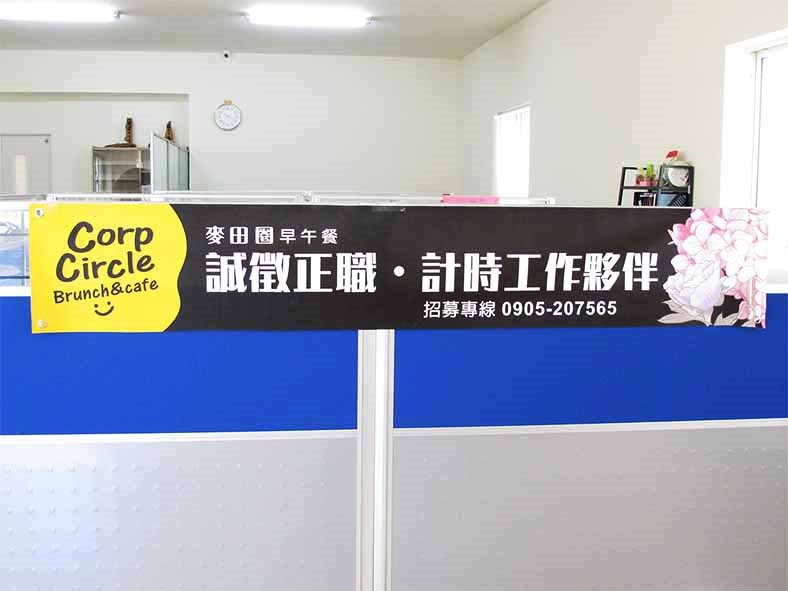 Corp
Circle
Brunch&cafe
麥田圈早午餐
誠徵正職・計時工作夥伴
招募專線 0905-207565